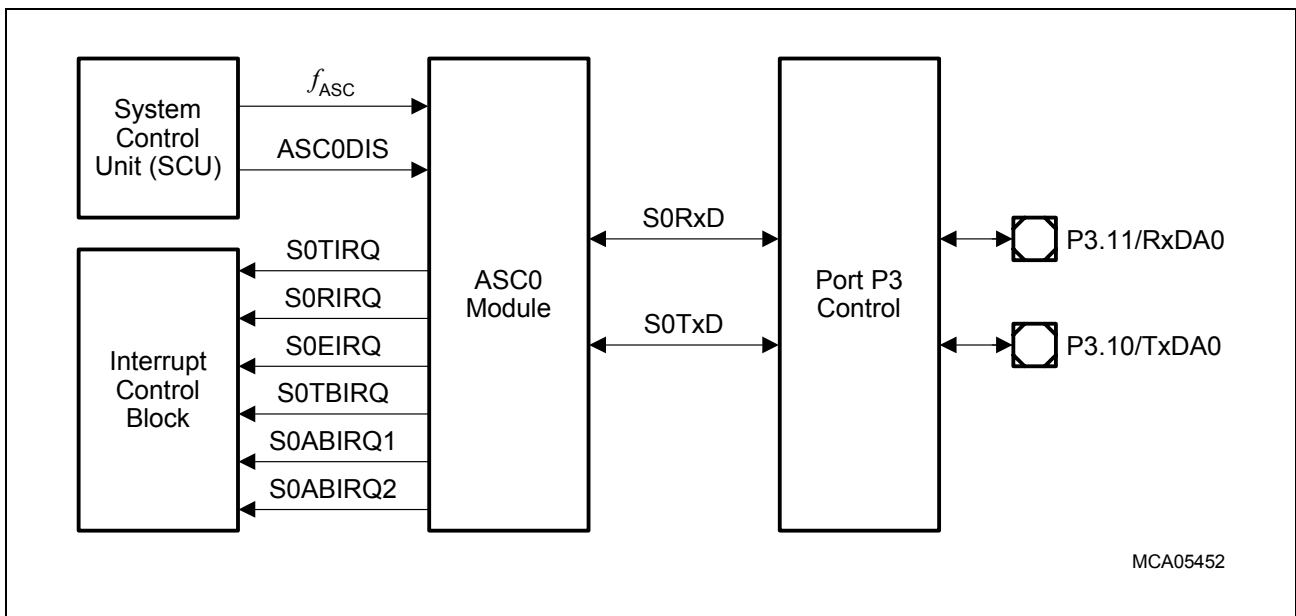 System
Control
Unit (SCU)
fASC
ASC0DIS
S0TIRQ
S0RIRQ
S0EIRQ
S0TBIRQ
S0ABIRQ1
S0ABIRQ2
Interrupt
Control
Block
ASC0
Module
S0RxD
S0TxD
Port P3
Control
P3.11/RxDA0
P3.10/TxDA0
MCA05452